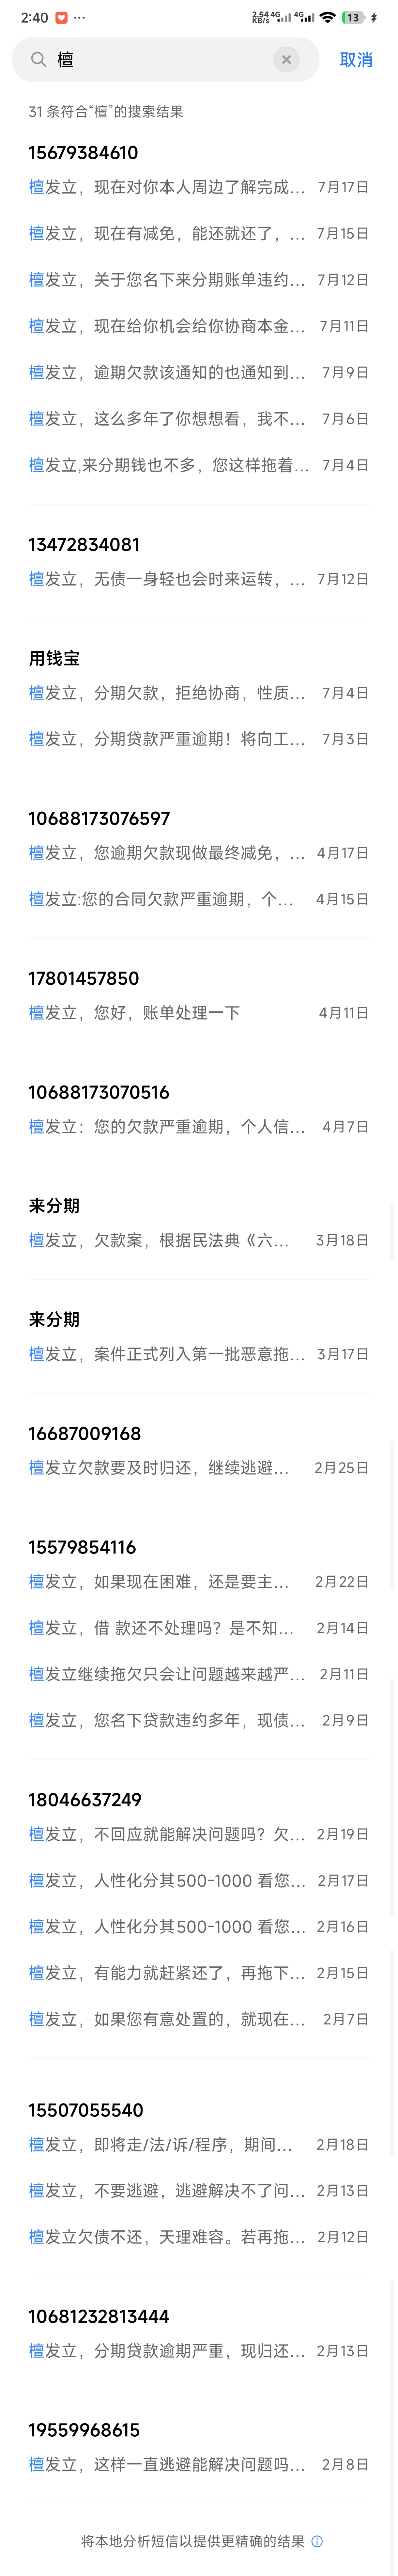 2:40 ··· 2.54 KB/s 4G 4G 13
檀 取消
31 条符合“檀”的搜索结果
15679384610
檀发立，现在对你本人周边了解完成... 7月17日
檀发立，现在有减免，能还就还了，... 7月15日
檀发立，关于您名下来分期账单违约... 7月12日
檀发立，现在给你机会给你协商本金... 7月11日
檀发立，逾期欠款该通知的也通知到... 7月9日
檀发立，这么多年了你想想看，我不... 7月6日
檀发立,来分期钱也不多，您这样拖着... 7月4日
13472834081
檀发立，无债一身轻也会时来运转，... 7月12日
用钱宝
檀发立，分期欠款，拒绝协商，性质... 7月4日
檀发立，分期贷款严重逾期！将向工... 7月3日
10688173076597
檀发立，您逾期欠款现做最终减免，... 4月17日
檀发立:您的合同欠款严重逾期，个... 4月15日
17801457850
檀发立，您好，账单处理一下 4月11日
10688173070516
檀发立：您的欠款严重逾期，个人信... 4月7日
来分期
檀发立，欠款案，根据民法典《六... 3月18日
来分期
檀发立，案件正式列入第一批恶意拖... 3月17日
16687009168
檀发立欠款要及时归还，继续逃避... 2月25日
15579854116
檀发立，如果现在困难，还是要主... 2月22日
檀发立，借 款还不处理吗？是不知... 2月14日
檀发立继续拖欠只会让问题越来越严... 2月11日
檀发立，您名下贷款违约多年，现债... 2月9日
18046637249
檀发立，不回应就能解决问题吗？欠... 2月19日
檀发立，人性化分其500-1000 看您... 2月17日
檀发立，人性化分其500-1000 看您... 2月16日
檀发立，有能力就赶紧还了，再拖下... 2月15日
檀发立，如果您有意处置的，就现在... 2月7日
15507055540
檀发立，即将走/法/诉/程序，期间... 2月18日
檀发立，不要逃避，逃避解决不了问... 2月13日
檀发立欠债不还，天理难容。若再拖... 2月12日
10681232813444
檀发立，分期贷款逾期严重，现归还... 2月13日
19559968615
檀发立，这样一直逃避能解决问题吗... 2月8日
将本地分析短信以提供更精确的结果